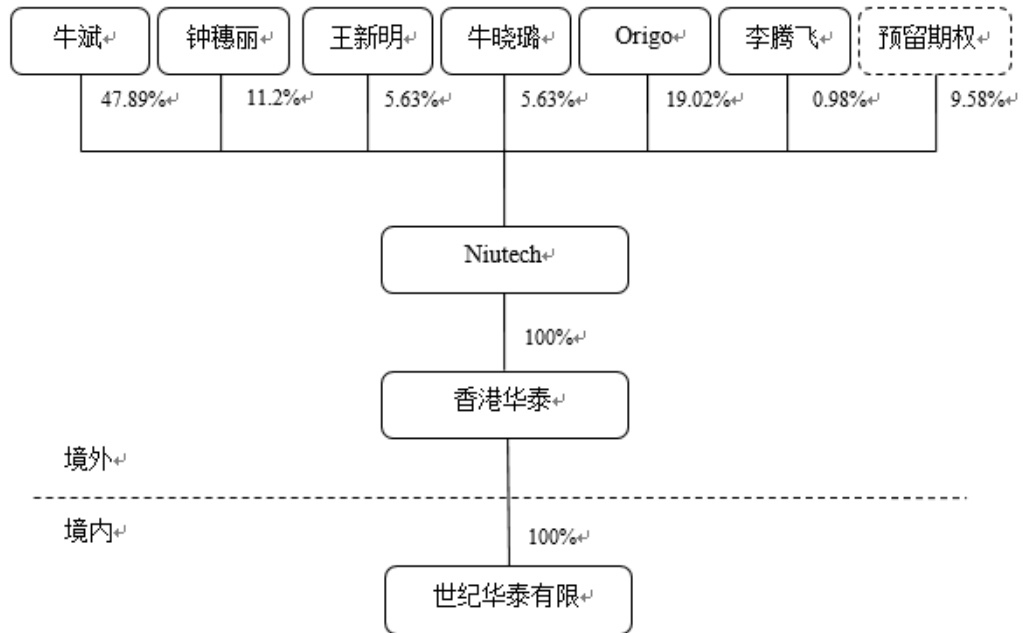 牛斌 钟穗丽 王新明 牛晓璐 Origo 李腾飞 预留期权
47.89% 11.2% 5.63% 5.63% 19.02% 0.98% 9.58%
Niutech
100%
香港华泰
境外
境内
100%
世纪华泰有限